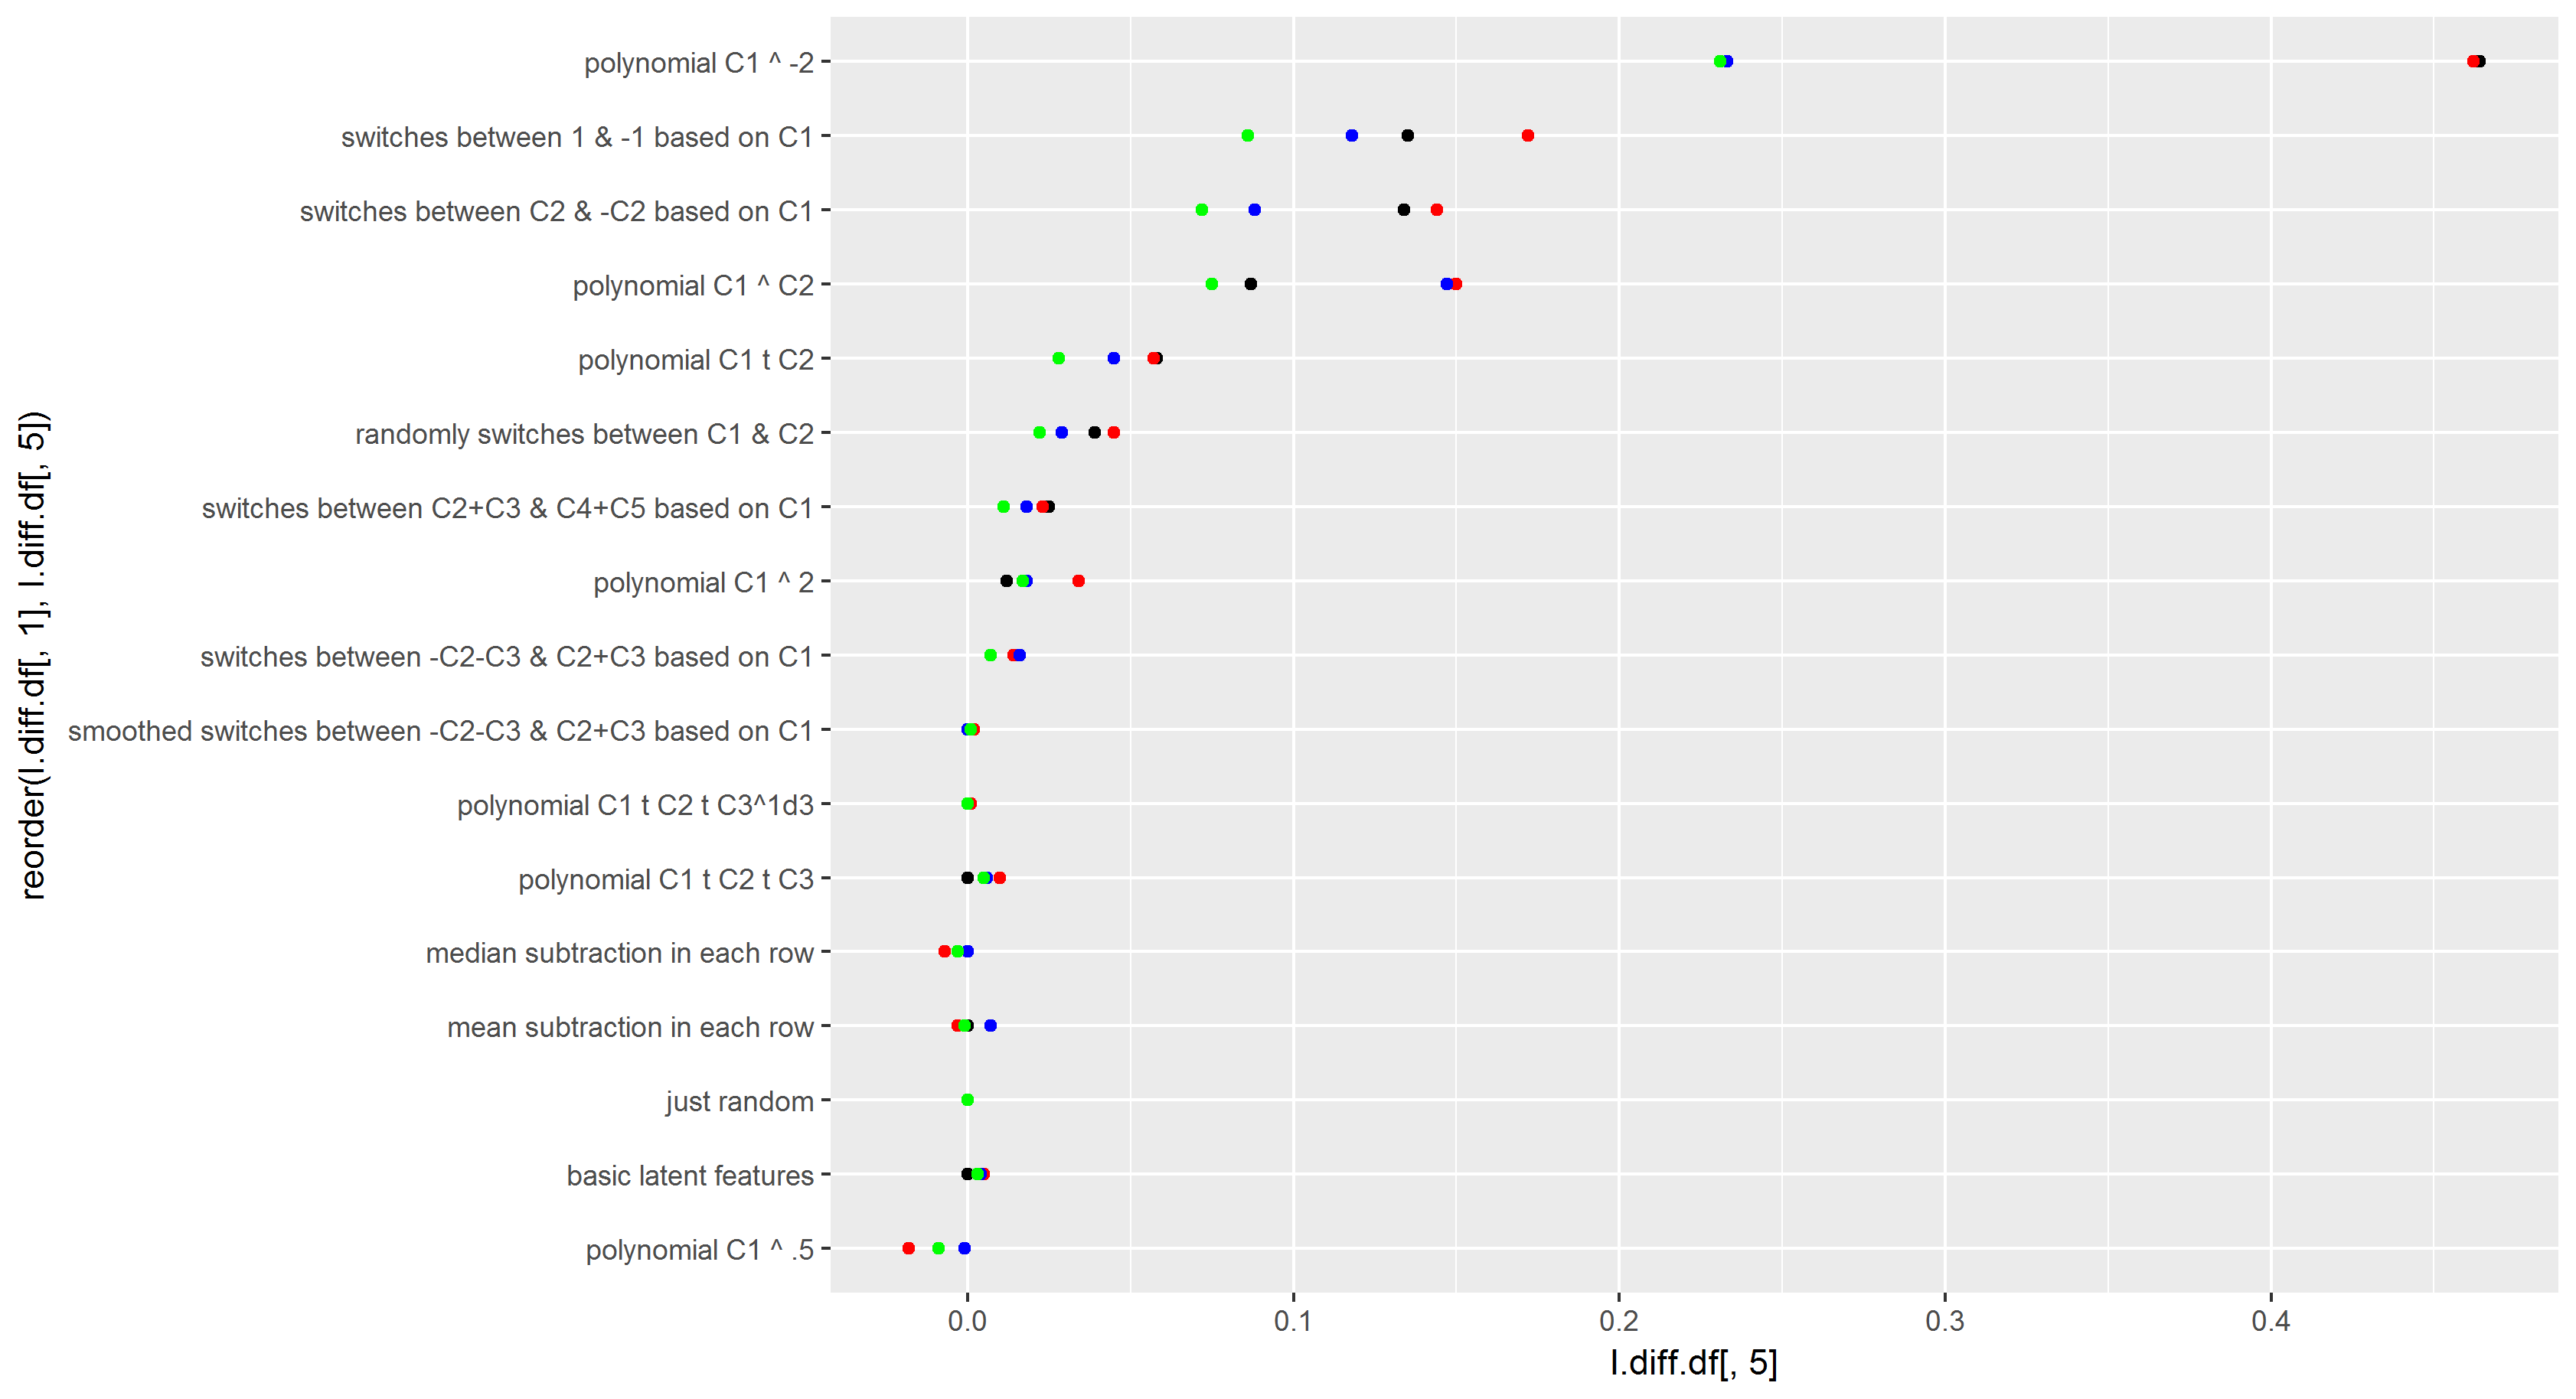 polynomial C1 ^ -2
switches between 1 & -1 based on C1
switches between C2 & -C2 based on C1
polynomial C1 ^ C2
polynomial C1 t C2
randomly switches between C1 & C2
switches between C2+C3 & C4+C5 based on C1
polynomial C1 ^ 2
switches between -C2-C3 & C2+C3 based on C1
smoothed switches between -C2-C3 & C2+C3 based on C1
polynomial C1 t C2 t C3^1d3
polynomial C1 t C2 t C3
median subtraction in each row
mean subtraction in each row
just random
basic latent features
polynomial C1 ^ .5
reorder(l.diff.df[, 1], l.diff.df[, 5])
0.0 0.1 0.2 0.3 0.4
l.diff.df[, 5]